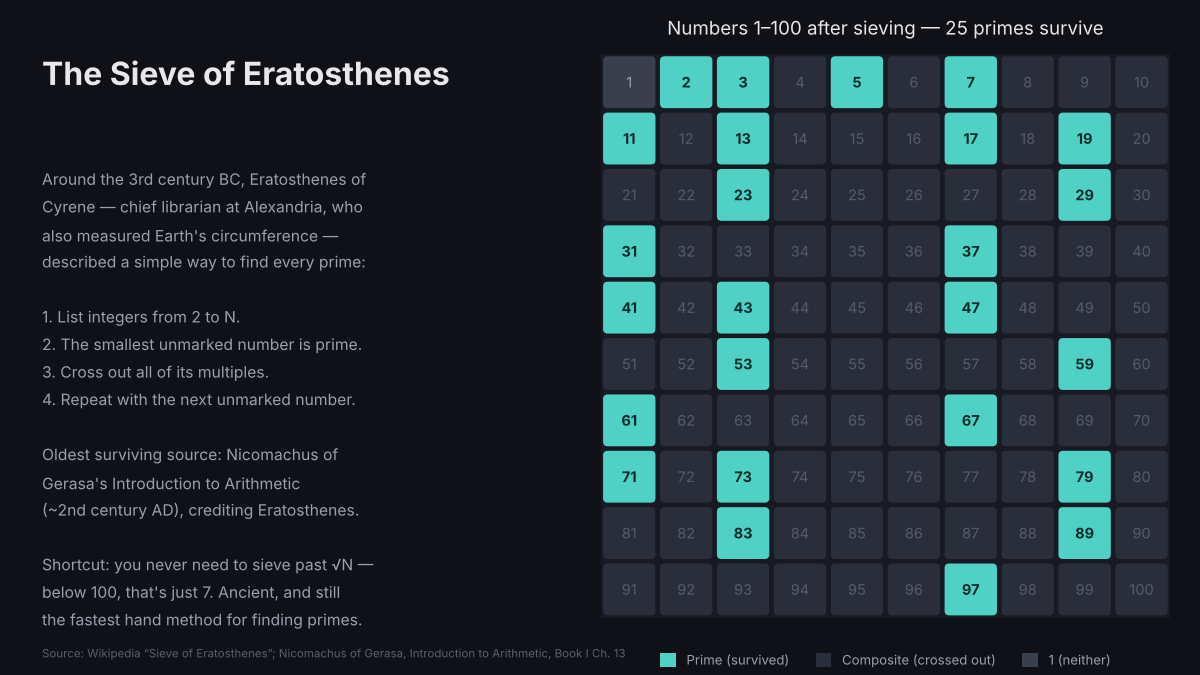 The Sieve of Eratosthenes
Around the 3rd century BC, Eratosthenes of
Cyrene — chief librarian at Alexandria, who
also measured Earth's circumference —
described a simple way to find every prime:
1. List integers from 2 to N.
2. The smallest unmarked number is prime.
3. Cross out all of its multiples.
4. Repeat with the next unmarked number.
Oldest surviving source: Nicomachus of
Gerasa's Introduction to Arithmetic
(~2nd century AD), crediting Eratosthenes.
Shortcut: you never need to sieve past √N —
below 100, that's just 7. Ancient, and still
the fastest hand method for finding primes.
Source: Wikipedia “Sieve of Eratosthenes”; Nicomachus of Gerasa, Introduction to Arithmetic, Book I Ch. 13
Numbers 1–100 after sieving — 25 primes survive
1 2 3 4 5 6 7 8 9 10
11 12 13 14 15 16 17 18 19 20
21 22 23 24 25 26 27 28 29 30
31 32 33 34 35 36 37 38 39 40
41 42 43 44 45 46 47 48 49 50
51 52 53 54 55 56 57 58 59 60
61 62 63 64 65 66 67 68 69 70
71 72 73 74 75 76 77 78 79 80
81 82 83 84 85 86 87 88 89 90
91 92 93 94 95 96 97 98 99 100
Prime (survived) Composite (crossed out) 1 (neither)